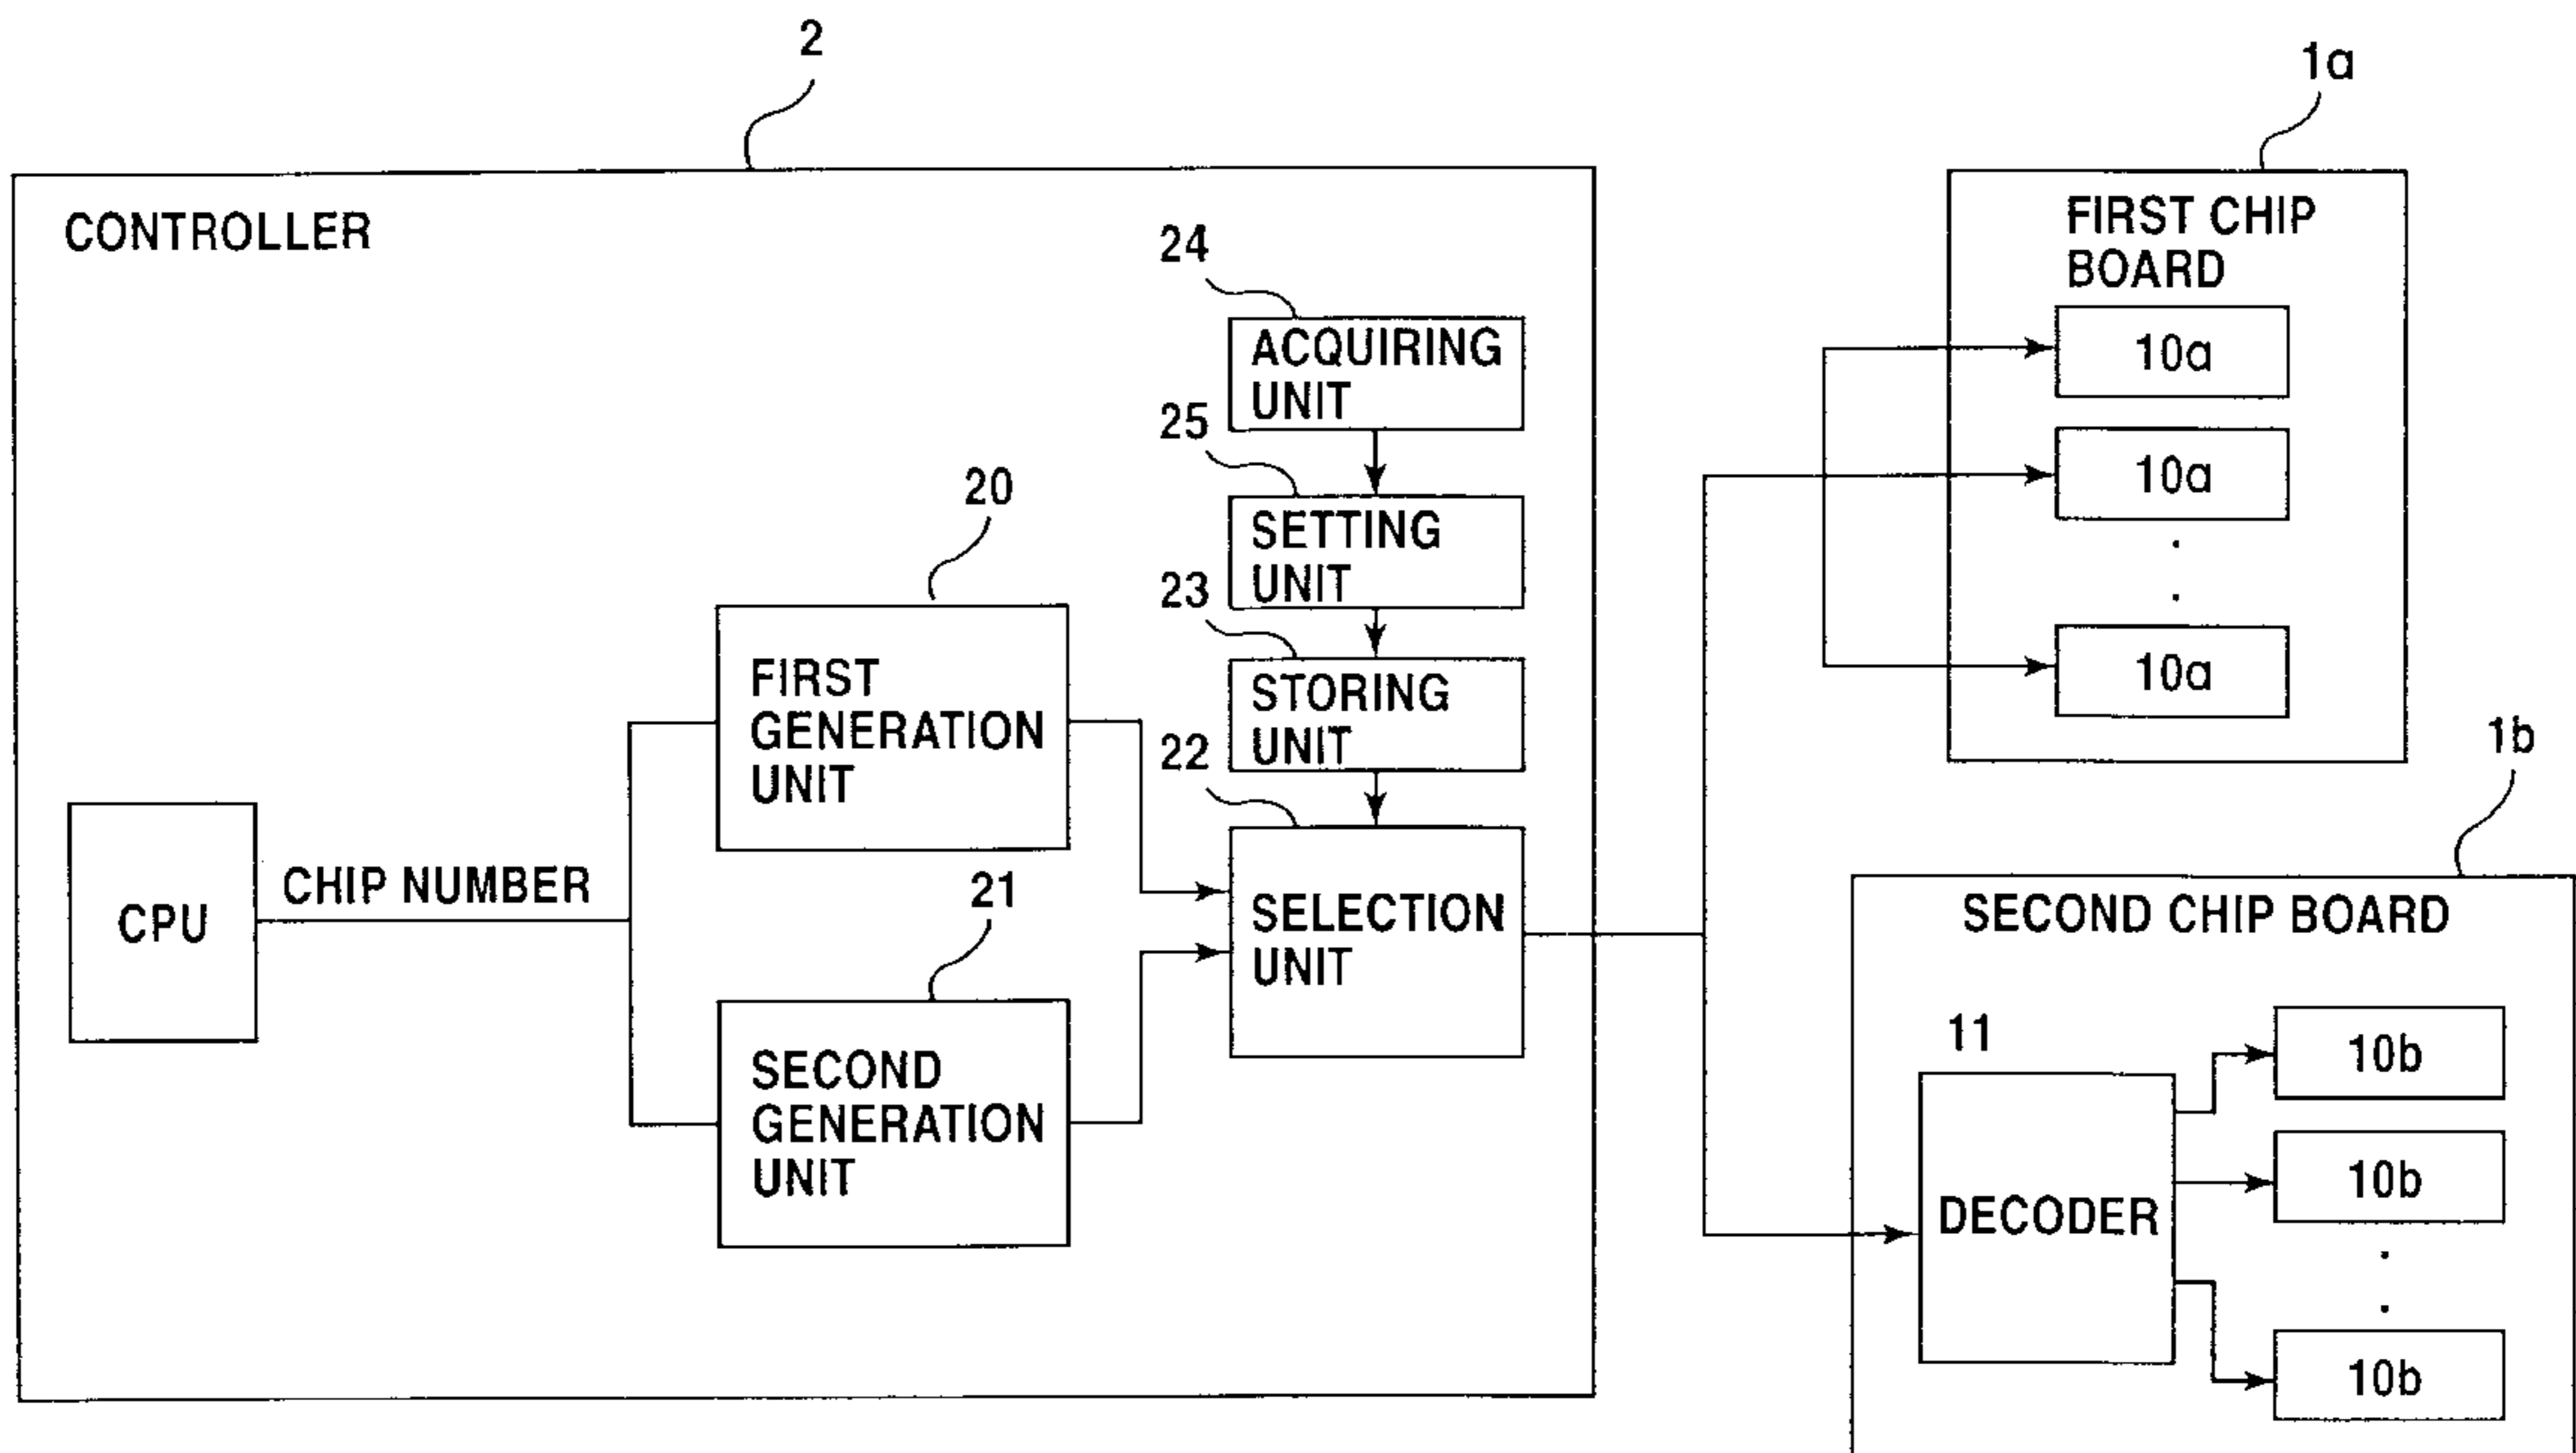 2
1a
CONTROLLER
FIRST CHIP
BOARD
24
ACQUIRING
UNIT
10a
25
10a
SETTING
UNIT
20
23
10a
FIRST
GENERATION
UNIT
STORING
UNIT
22
1b
CPU
CHIP NUMBER
21
SELECTION
UNIT
SECOND CHIP BOARD
SECOND
GENERATION
UNIT
11
DECODER
10b
10b
10b